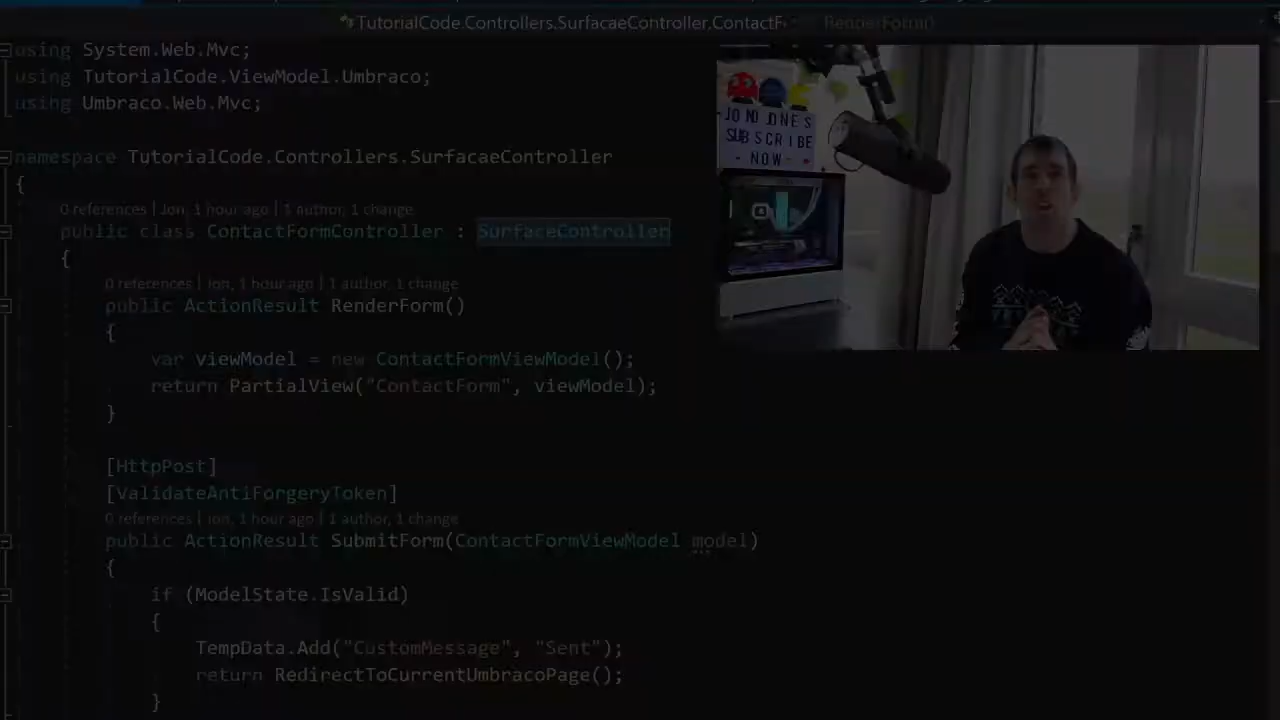 TutorialCode.Controllers.SurfacaeController.ContactF
RenderForm()
using System.Web.Mvc;
using TutorialCode.ViewModel.Umbraco;
using Umbraco.Web.Mvc;
namespace TutorialCode.Controllers.SurfacaeController
{
0 references | Jon, 1 hour ago | 1 author, 1 change
public class ContactFormController : SurfaceController
{
0 references | Jon, 1 hour ago | 1 author, 1 change
public ActionResult RenderForm()
{
var viewModel = new ContactFormViewModel();
return PartialView("ContactForm", viewModel);
}
[HttpPost]
[ValidateAntiForgeryToken]
0 references | Jon, 1 hour ago | 1 author, 1 change
public ActionResult SubmitForm(ContactFormViewModel model)
{
if (ModelState.IsValid)
{
TempData.Add("CustomMessage", "Sent");
return RedirectToCurrentUmbracoPage();
}
JON D JONES
SUBSCRIBE
- NOW -